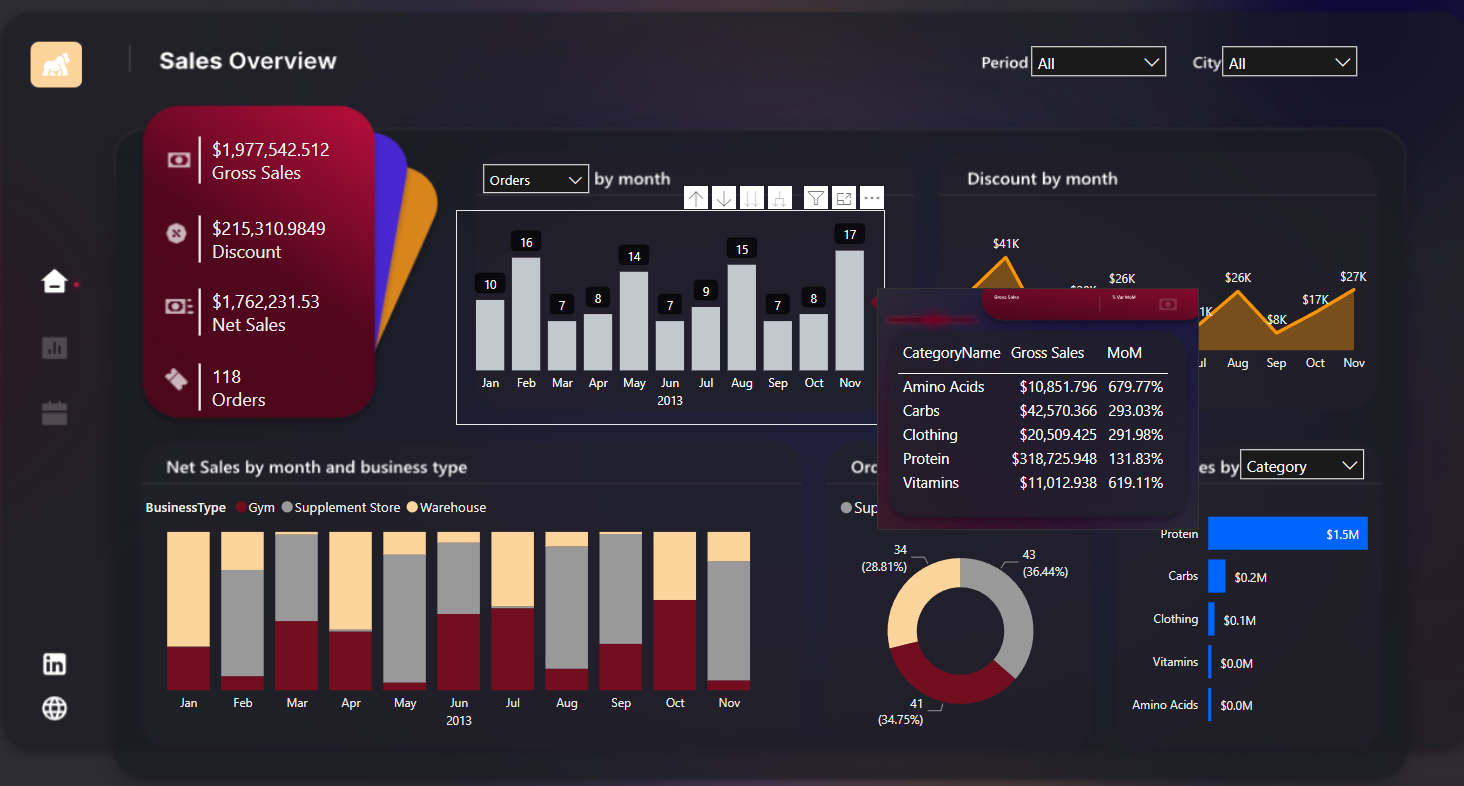 Sales Overview
Period All
City All
$1,977,542.512
Gross Sales
$215,310.9849
Discount
$1,762,231.53
Net Sales
118
Orders
Orders by month
10 16 7 8 14 7 9 15 7 8 17
Jan Feb Mar Apr May Jun Jul Aug Sep Oct Nov
2013
Discount by month
$41K $26K $26K $8K $17K $27K
Aug Sep Oct Nov
Gross Sales % Var MoM
CategoryName Gross Sales MoM
Amino Acids $10,851.796 679.77%
Carbs $42,570.366 293.03%
Clothing $20,509.425 291.98%
Protein $318,725.948 131.83%
Vitamins $11,012.938 619.11%
Net Sales by month and business type
BusinessType Gym Supplement Store Warehouse
Jan Feb Mar Apr May Jun Jul Aug Sep Oct Nov
2013
34
(28.81%)
43
(36.44%)
41
(34.75%)
by Category
Protein $1.5M
Carbs $0.2M
Clothing $0.1M
Vitamins $0.0M
Amino Acids $0.0M